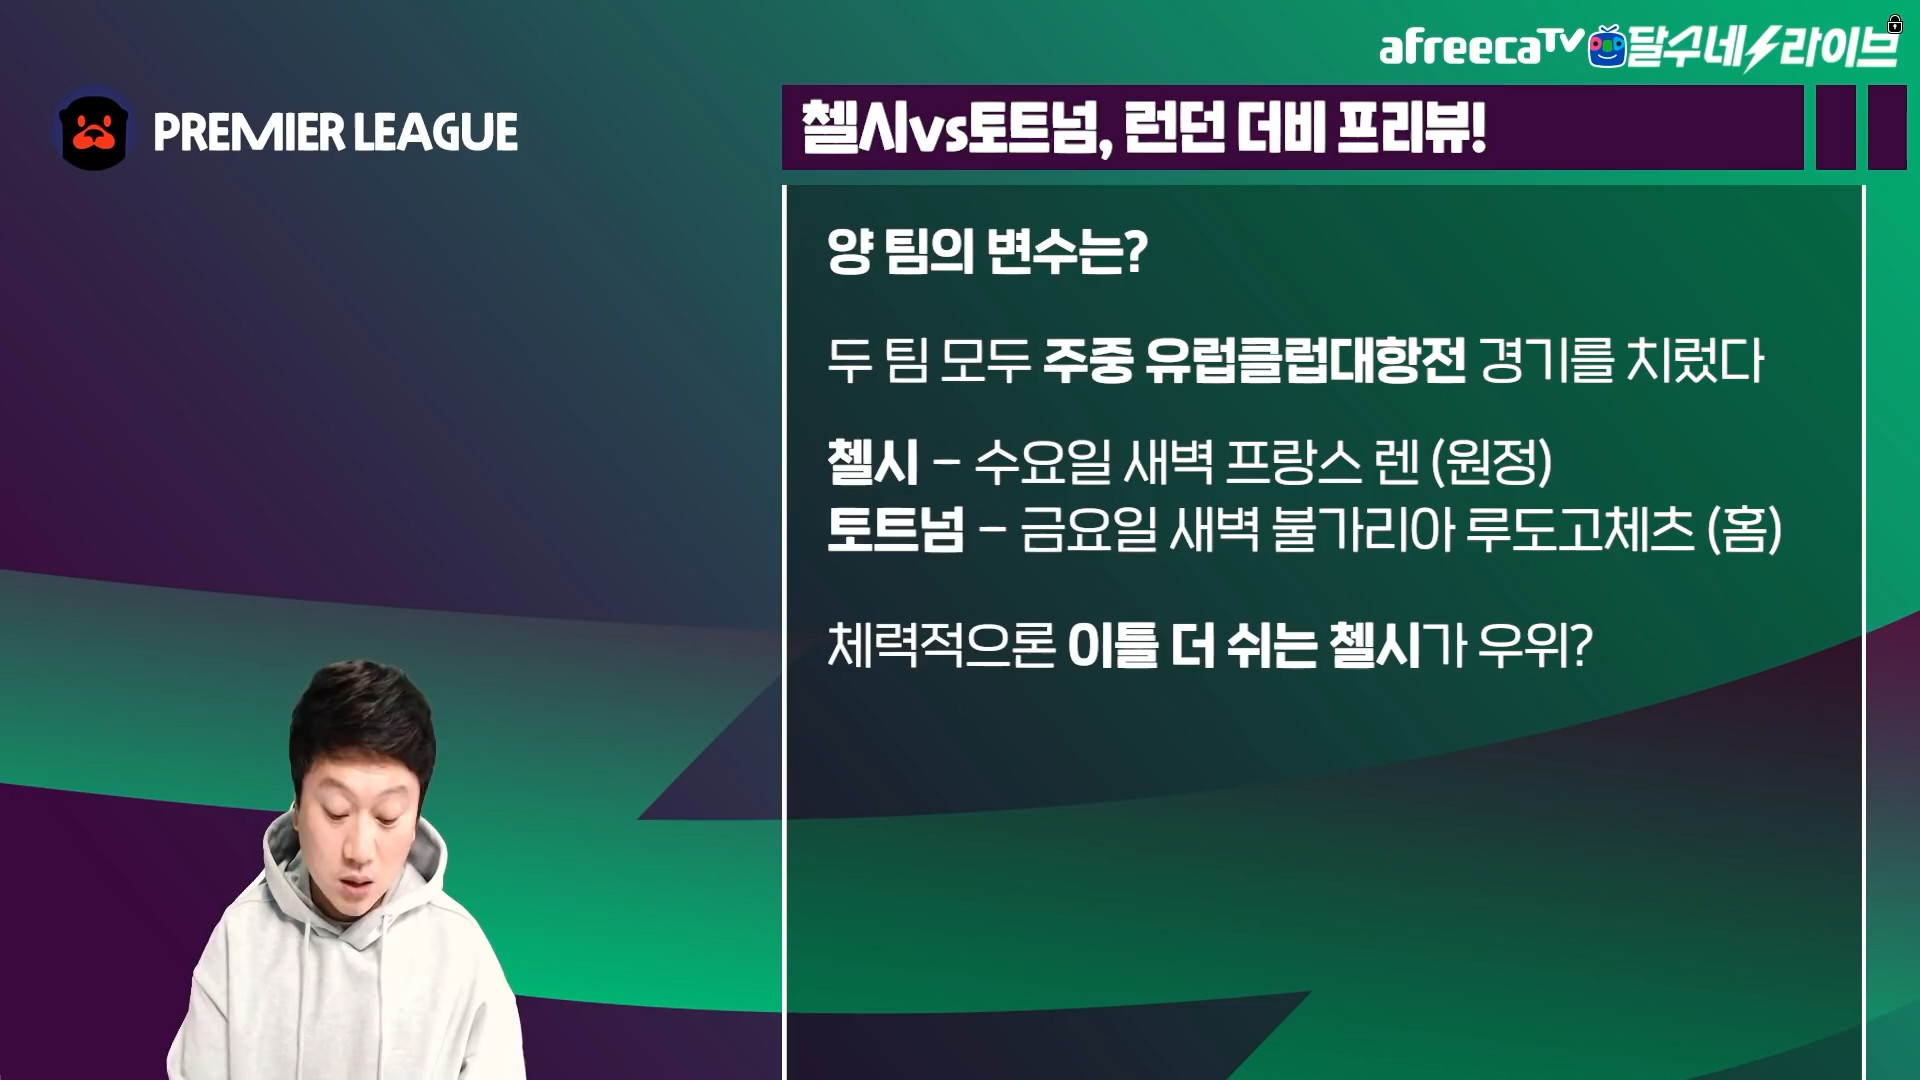 afreecaTV 달수네라이브
PREMIER LEAGUE
첼시vs토트넘, 런던 더비 프리뷰!
양 팀의 변수는?
두 팀 모두 주중 유럽클럽대항전 경기를 치렀다
첼시 - 수요일 새벽 프랑스 렌 (원정)
토트넘 - 금요일 새벽 불가리아 루도고체츠 (홈)
체력적으론 이틀 더 쉬는 첼시가 우위?